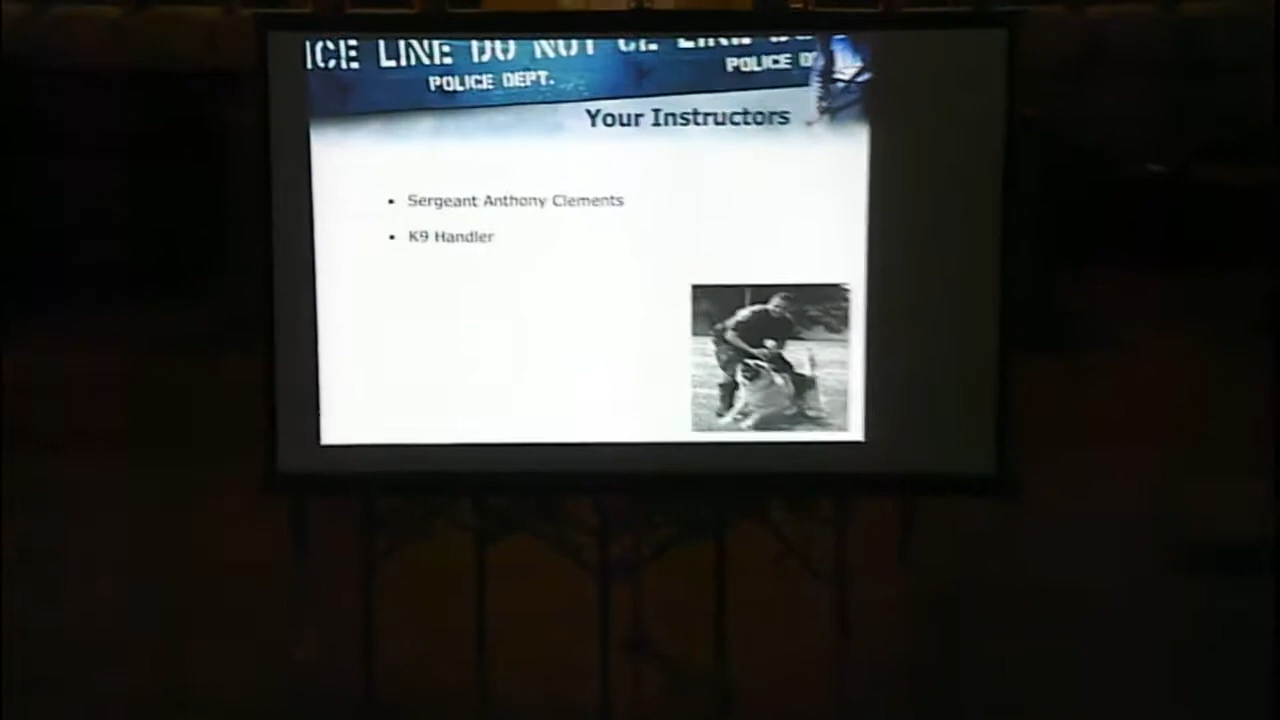 ICE LINE DO NOT
POLICE DEPT.
POLICE D
Your Instructors
• Sergeant Anthony Clements
• K9 Handler